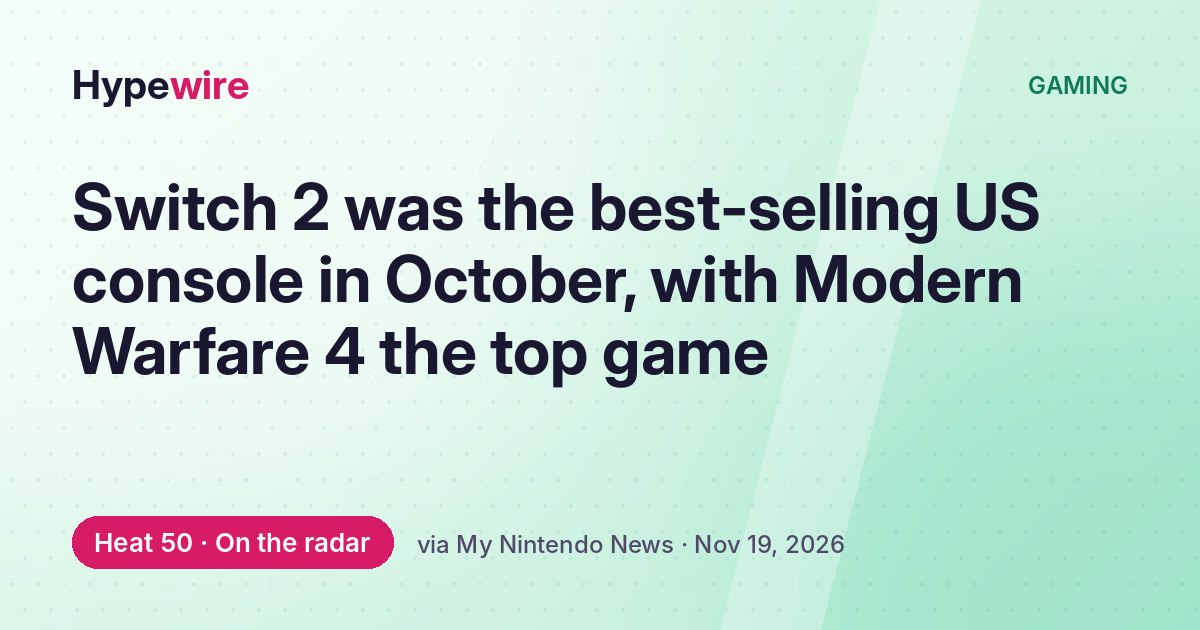 Hypewire
GAMING
Switch 2 was the best-selling US
console in October, with Modern
Warfare 4 the top game
Heat 50 · On the radar
via My Nintendo News · Nov 19, 2026